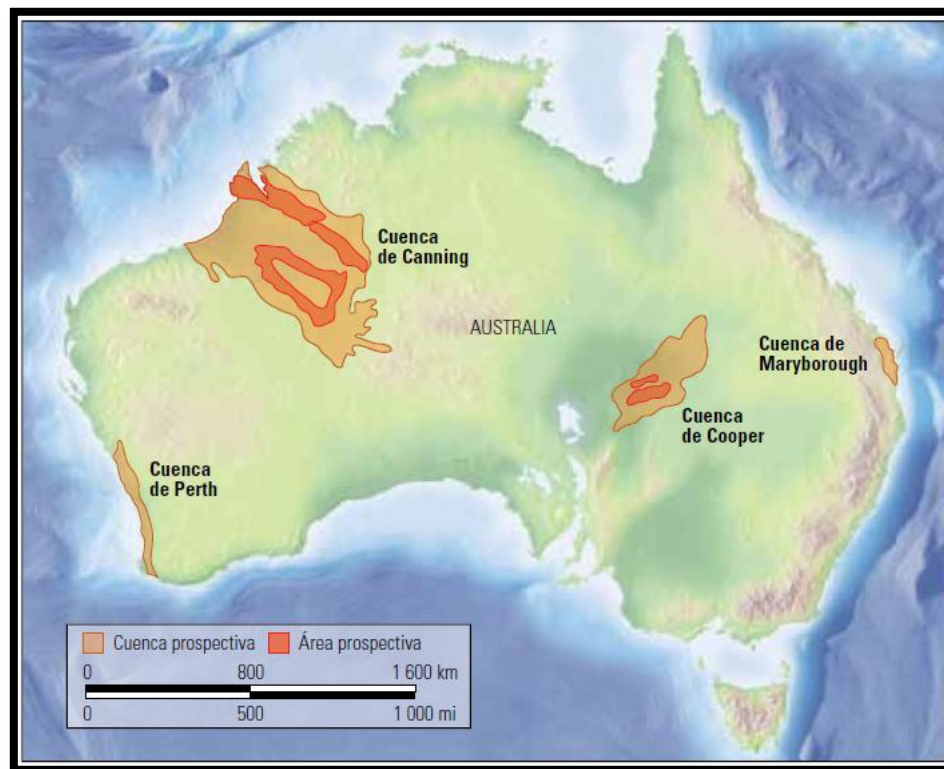 Cuenca
de Canning
AUSTRALIA
Cuenca de
Maryborough
Cuenca
de Cooper
Cuenca
de Perth
Cuenca prospectiva Área prospectiva
0 800 1 600 km
0 500 1 000 mi